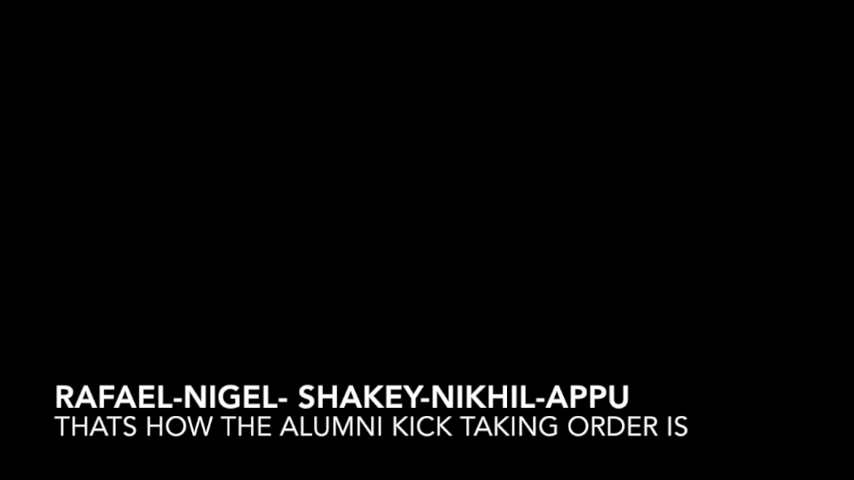 RAFAEL-NIGEL- SHAKEY-NIKHIL-APPU
THATS HOW THE ALUMNI KICK TAKING ORDER IS